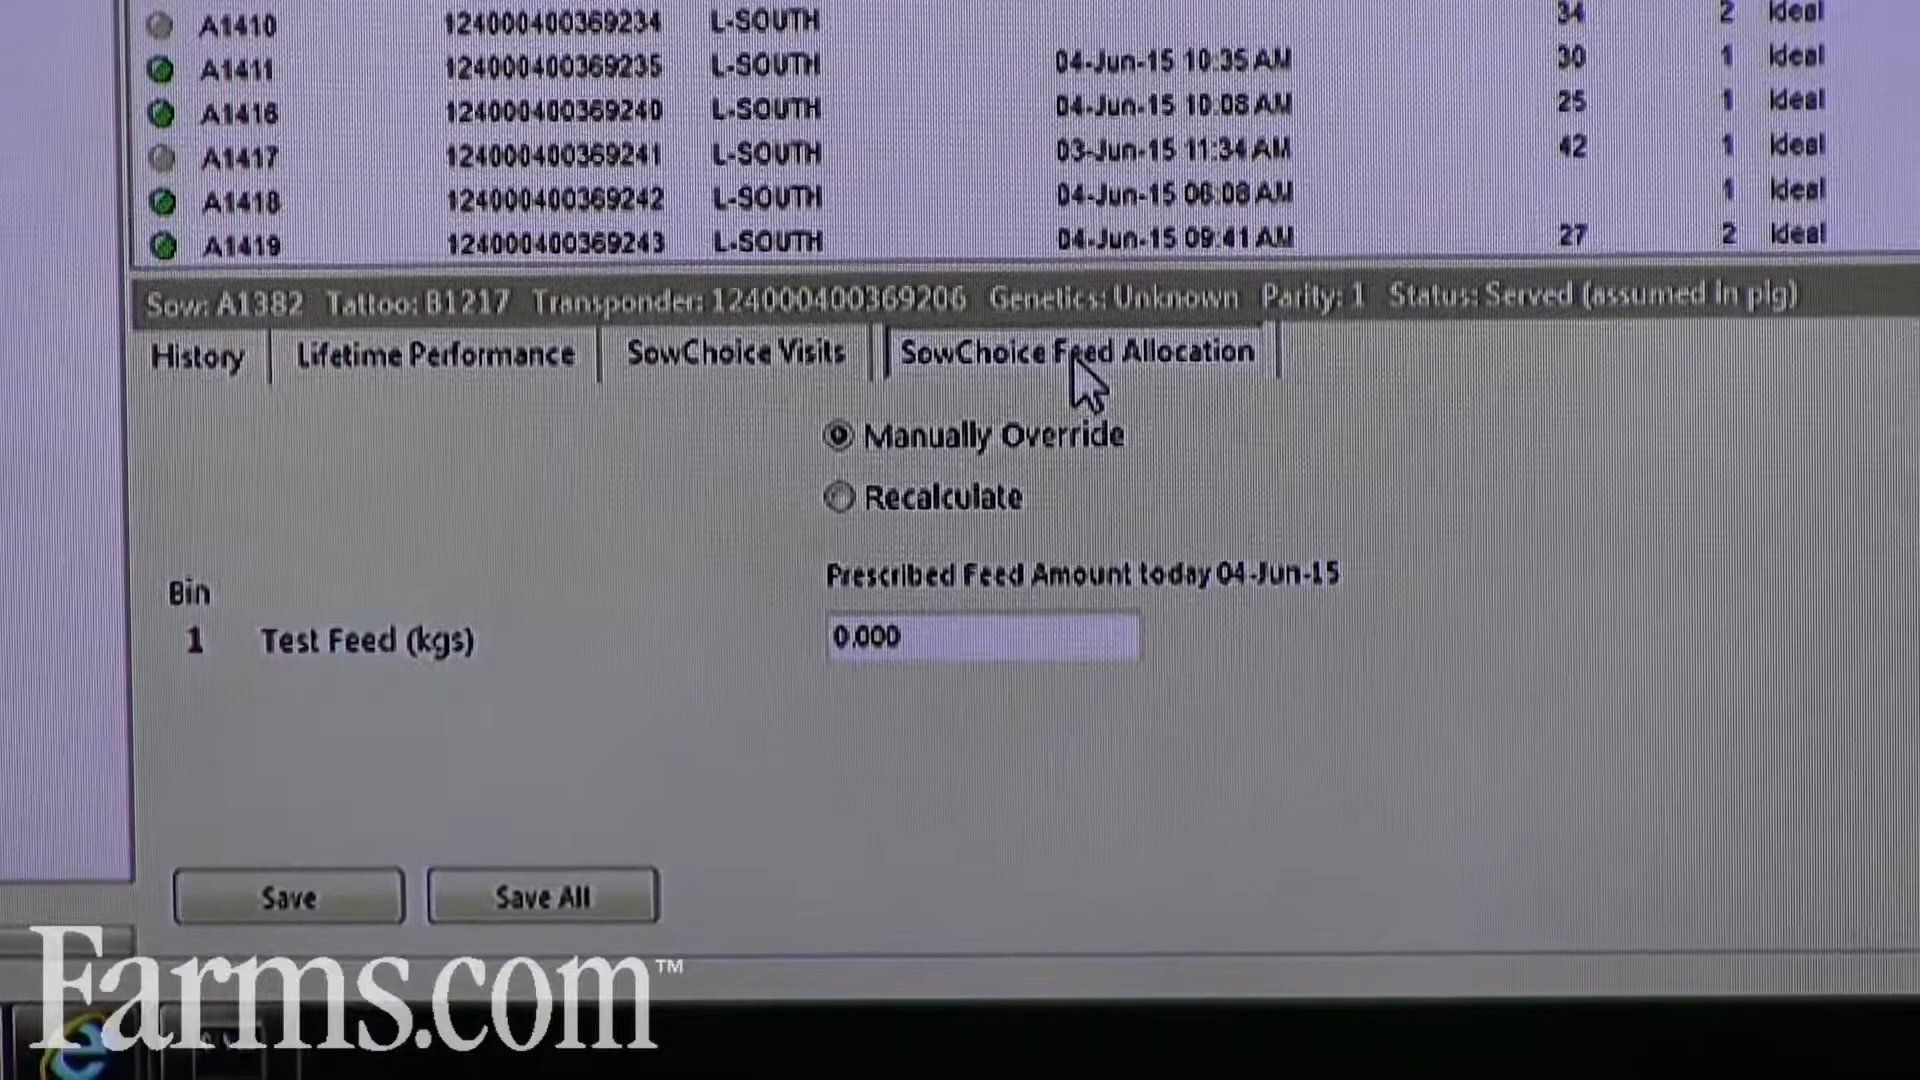 A1410 124000400369234 L-SOUTH 34 2 Ideal
A1411 124000400369235 L-SOUTH 04-Jun-15 10:35 AM 30 1 Ideal
A1416 124000400369240 L-SOUTH 04-Jun-15 10:08 AM 25 1 Ideal
A1417 124000400369241 L-SOUTH 03-Jun-15 11:34 AM 42 1 Ideal
A1418 124000400369242 L-SOUTH 04-Jun-15 06:08 AM 1 Ideal
A1419 124000400369243 L-SOUTH 04-Jun-15 09:41 AM 27 2 Ideal
Sow: A1382 Tattoo: B1217 Transponder: 124000400369206 Genetics: Unknown Parity: 1 Status: Served (assumed in pig)
History Lifetime Performance SowChoice Visits SowChoice Feed Allocation
Manually Override
Recalculate
Bin Prescribed Feed Amount today 04-Jun-15
1 Test Feed (kgs) 0.000
Save Save All
Farms.com™